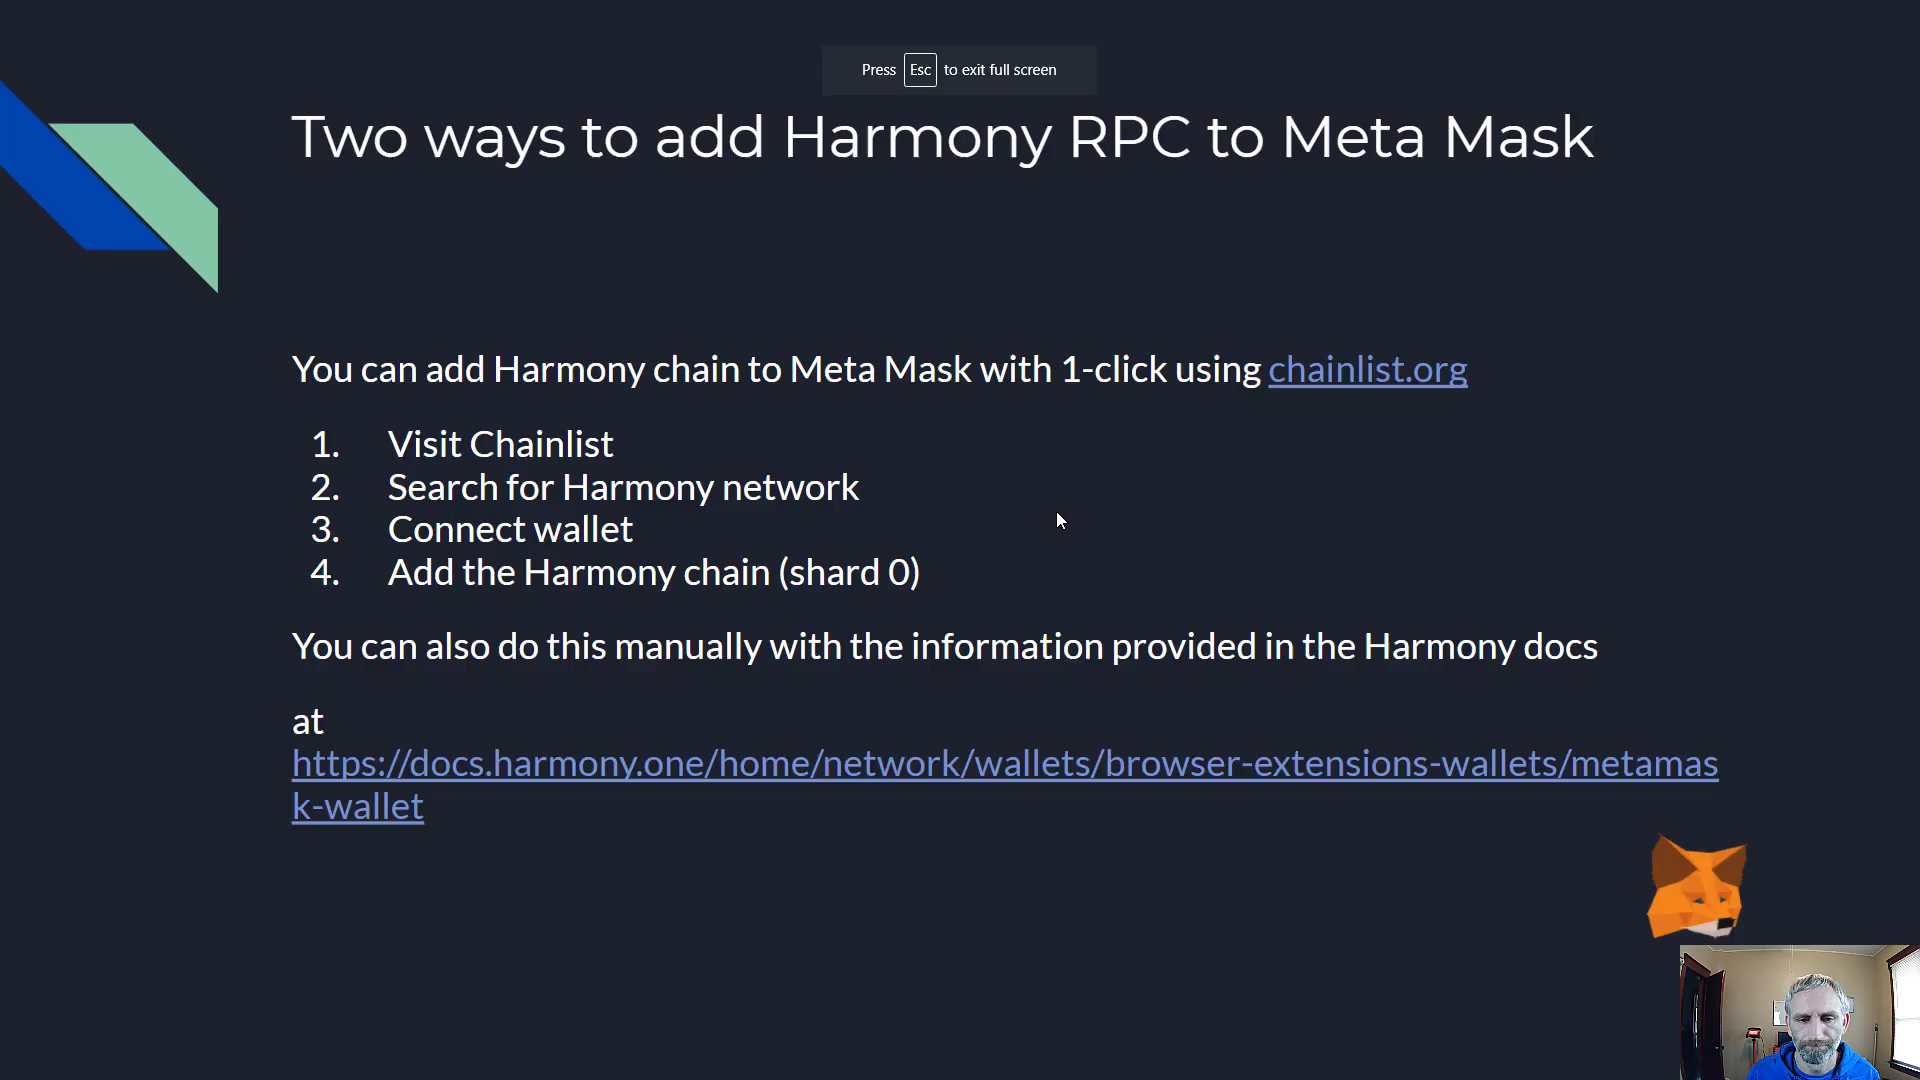 Press Esc to exit full screen
Two ways to add Harmony RPC to Meta Mask
You can add Harmony chain to Meta Mask with 1-click using chainlist.org
1. Visit Chainlist
2. Search for Harmony network
3. Connect wallet
4. Add the Harmony chain (shard 0)
You can also do this manually with the information provided in the Harmony docs
at
https://docs.harmony.one/home/network/wallets/browser-extensions-wallets/metamas
k-wallet